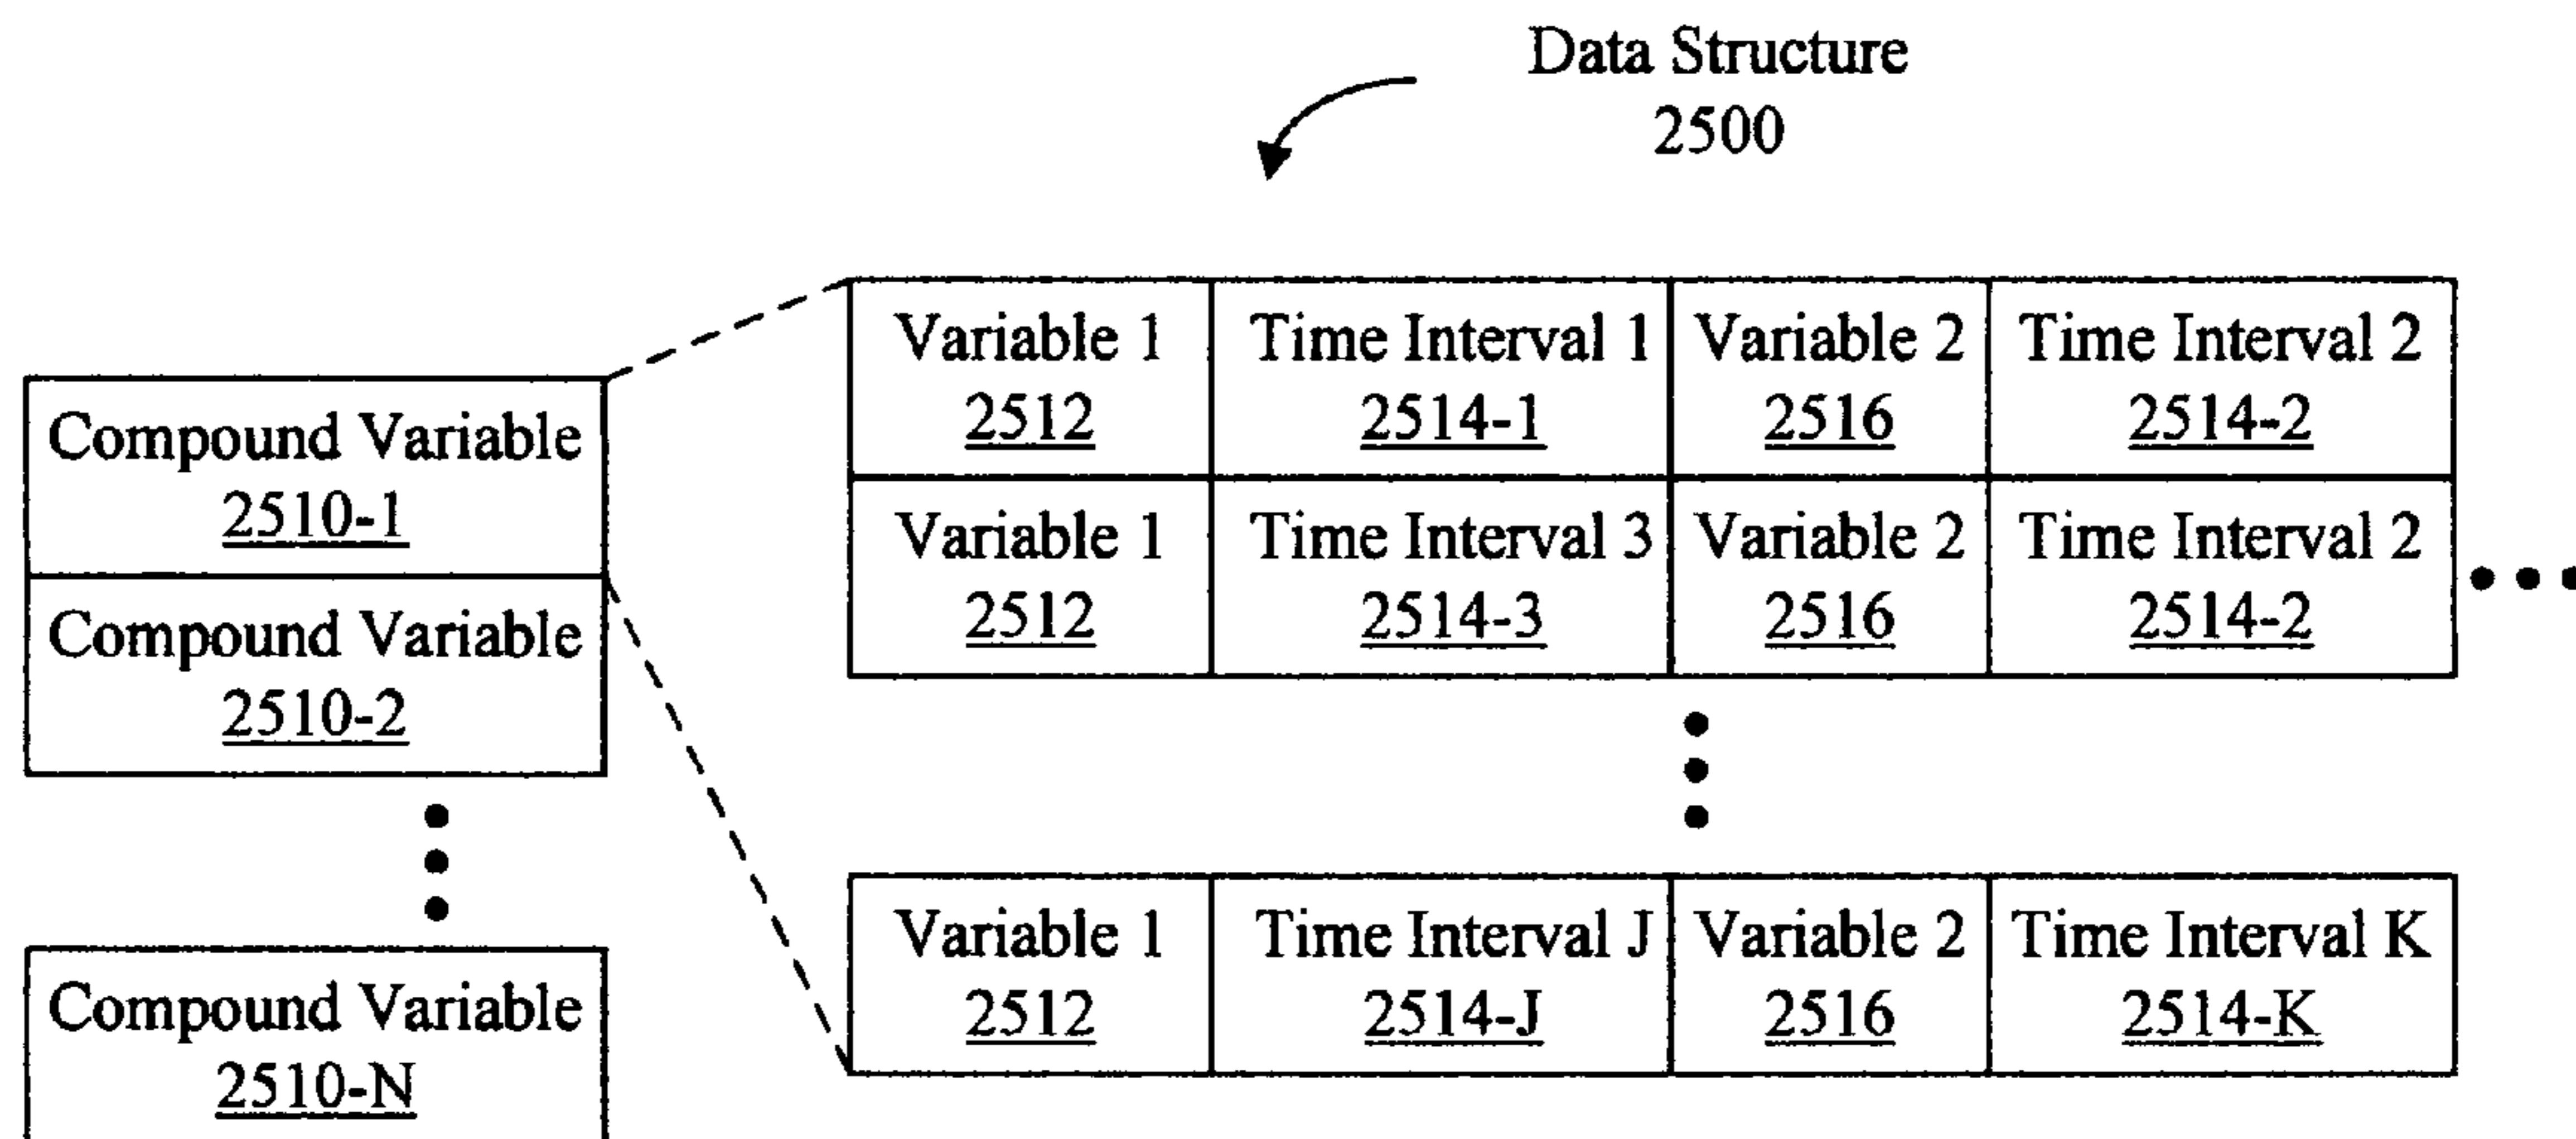 Data Structure
2500
Compound Variable
2510-1
Compound Variable
2510-2
Compound Variable
2510-N
Variable 1 Time Interval 1 Variable 2 Time Interval 2
2512 2514-1 2516 2514-2
Variable 1 Time Interval 3 Variable 2 Time Interval 2
2512 2514-3 2516 2514-2
Variable 1 Time Interval J Variable 2 Time Interval K
2512 2514-J 2516 2514-K